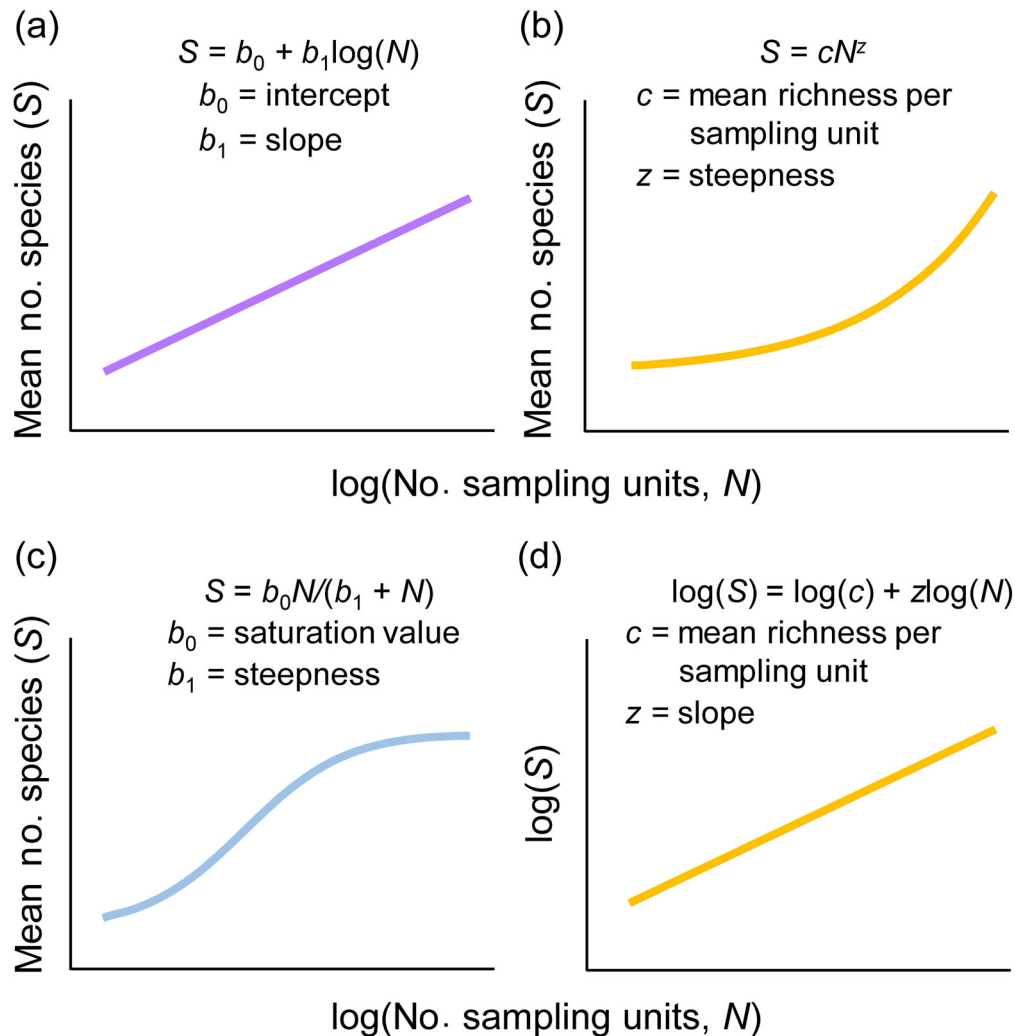 (a)
S = b₀ + b₁log(N)
b₀ = intercept
b₁ = slope
Mean no. species (S)
(b)
S = cNᶻ
c = mean richness per
sampling unit
z = steepness
Mean no. species (S)
log(No. sampling units, N)
(c)
S = b₀N/(b₁ + N)
b₀ = saturation value
b₁ = steepness
Mean no. species (S)
(d)
log(S) = log(c) + zlog(N)
c = mean richness per
sampling unit
z = slope
log(S)
log(No. sampling units, N)